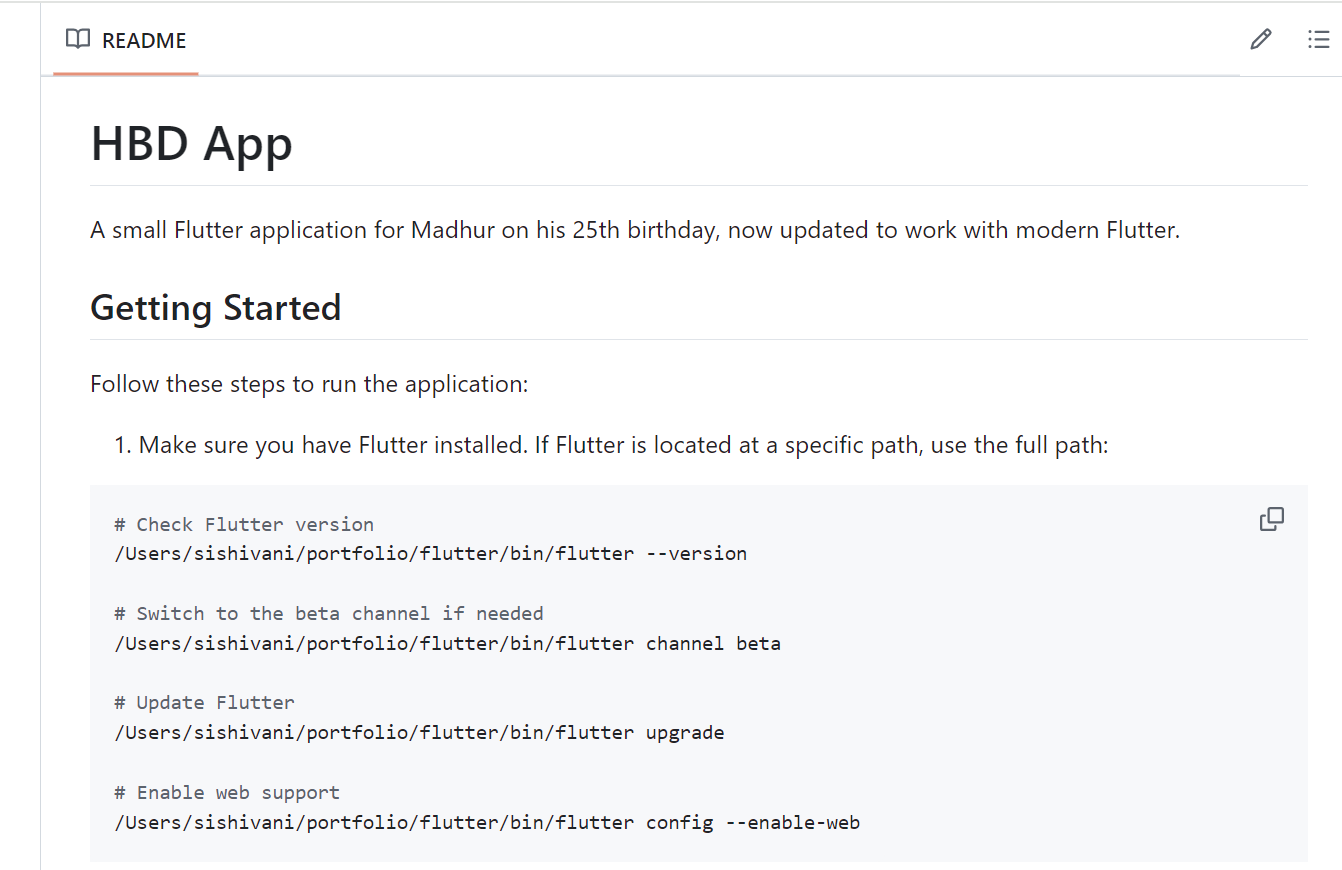 README
HBD App
A small Flutter application for Madhur on his 25th birthday, now updated to work with modern Flutter.
Getting Started
Follow these steps to run the application:
1. Make sure you have Flutter installed. If Flutter is located at a specific path, use the full path:
# Check Flutter version
/Users/sishivani/portfolio/flutter/bin/flutter --version
# Switch to the beta channel if needed
/Users/sishivani/portfolio/flutter/bin/flutter channel beta
# Update Flutter
/Users/sishivani/portfolio/flutter/bin/flutter upgrade
# Enable web support
/Users/sishivani/portfolio/flutter/bin/flutter config --enable-web